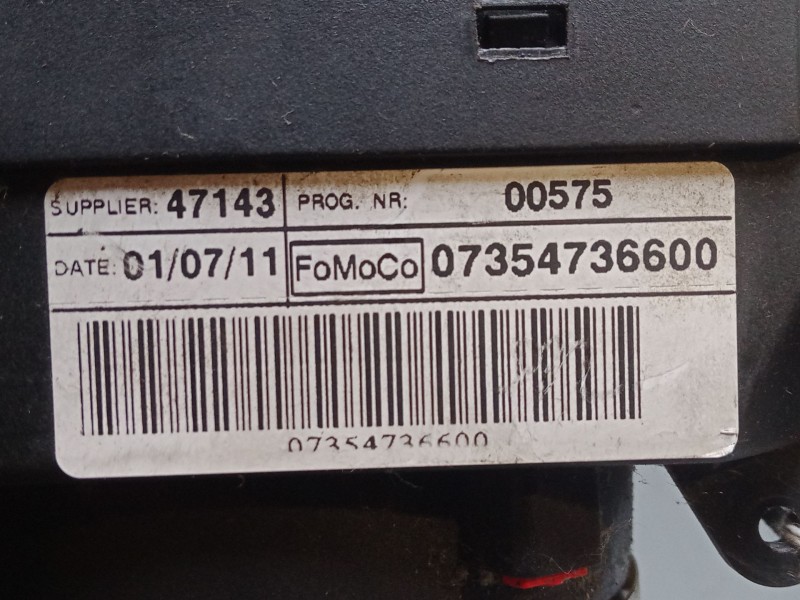 SUPPLIER: 47143 PROG. NR: 00575
DATE: 01/07/11 FoMoCo 07354736600
07354736600